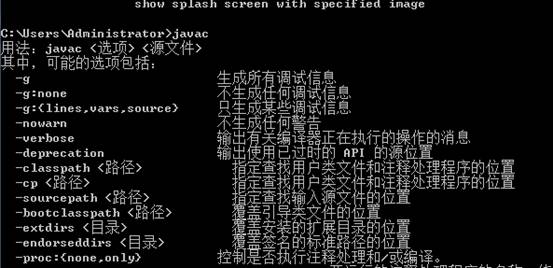 show splash screen with specified image
C:\Users\Administrator>javac
用法: javac <选项> <源文件>
其中, 可能的选项包括:
-g 生成所有调试信息
-g:none 不生成任何调试信息
-g:{lines,vars,source} 只生成某些调试信息
-nowarn 不生成任何警告
-verbose 输出有关编译器正在执行的操作的消息
-deprecation 输出使用已过时的 API 的源位置
-classpath <路径> 指定查找用户类文件和注释处理程序的位置
-cp <路径> 指定查找用户类文件和注释处理程序的位置
-sourcepath <路径> 指定查找输入源文件的位置
-bootclasspath <路径> 覆盖引导类文件的位置
-extdirs <目录> 覆盖安装的扩展目录的位置
-endorseddirs <目录> 覆盖签名的标准路径的位置
-proc:{none,only} 控制是否执行注释处理和/或编译。